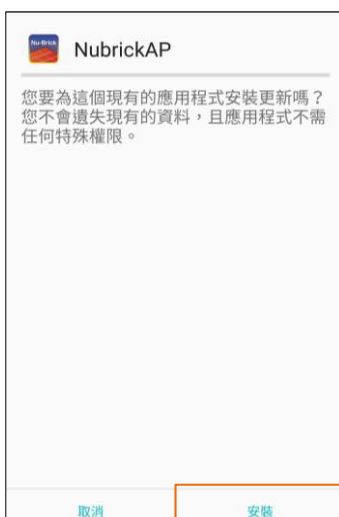 Nu-Brick
NubrickAP
您要為這個現有的應用程式安裝更新嗎？
您不會遺失現有的資料，且應用程式不需
任何特殊權限。
取消 安裝